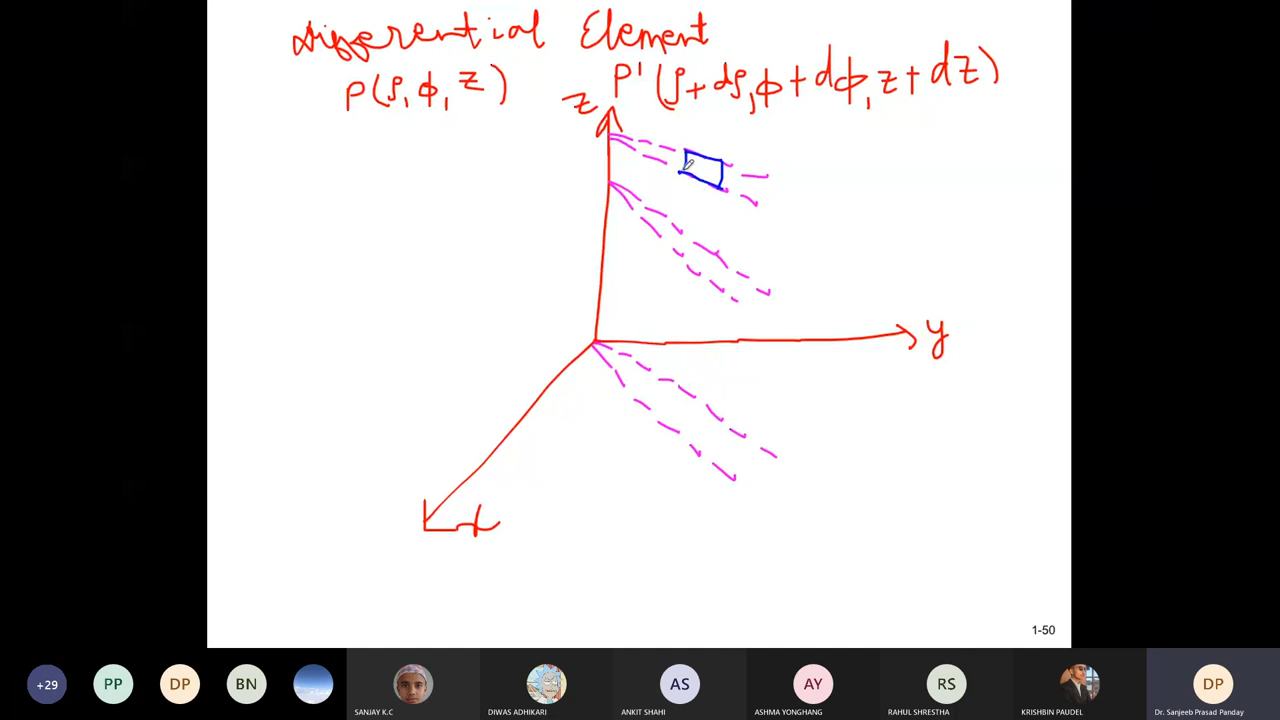 Differential Element
P(ρ, φ, z) P'(ρ+dρ, φ+dφ, z+dz)
z
y
x
1-50
+29 PP DP BN AS AY RS DP
SANJAY K.C DIWAS ADHIKARI ANKIT SHAHI ASHMA YONGHANG RAHUL SHRESTHA KRISHBIN PAUDEL Dr. Sanjeeb Prasad Panday